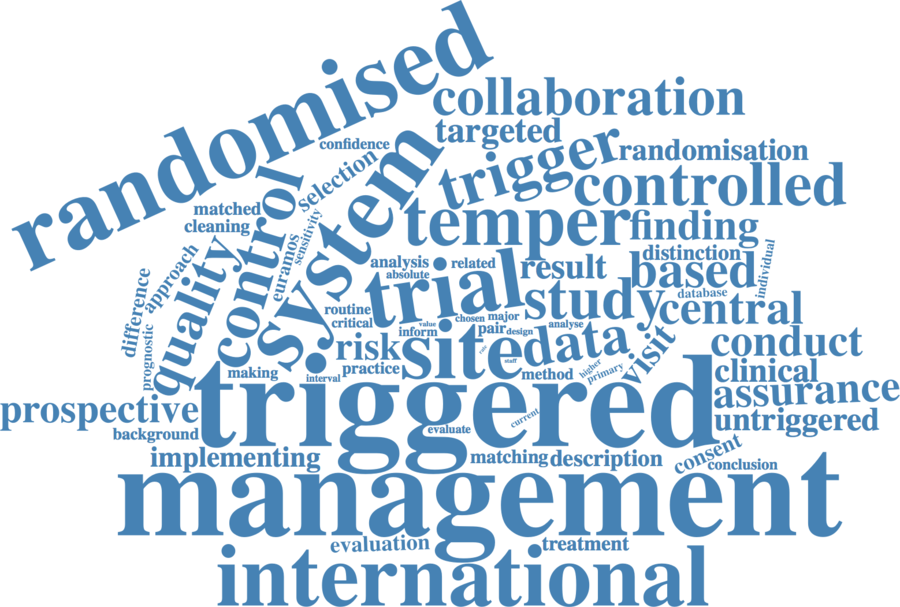 randomised
collaboration
targeted
confidence
trigger
randomisation
selection
system
controlled
control
matched
temper
finding
cleaning
sensitivity
euramos
quality
approach
distinction
individual
analysis
related
result
based
absolute
difference
trial
database
study
central
routine
chosen
major
critical
value
analyse
inform
pair
design
prognostic
risk
site
data
visit
conduct
practice
staff
higher
clinical
making
interval
method
primary
triggered
assurance
prospective
current
untriggered
background
evaluate
implementing
matching
description
consent
conclusion
management
evaluation
treatment
international